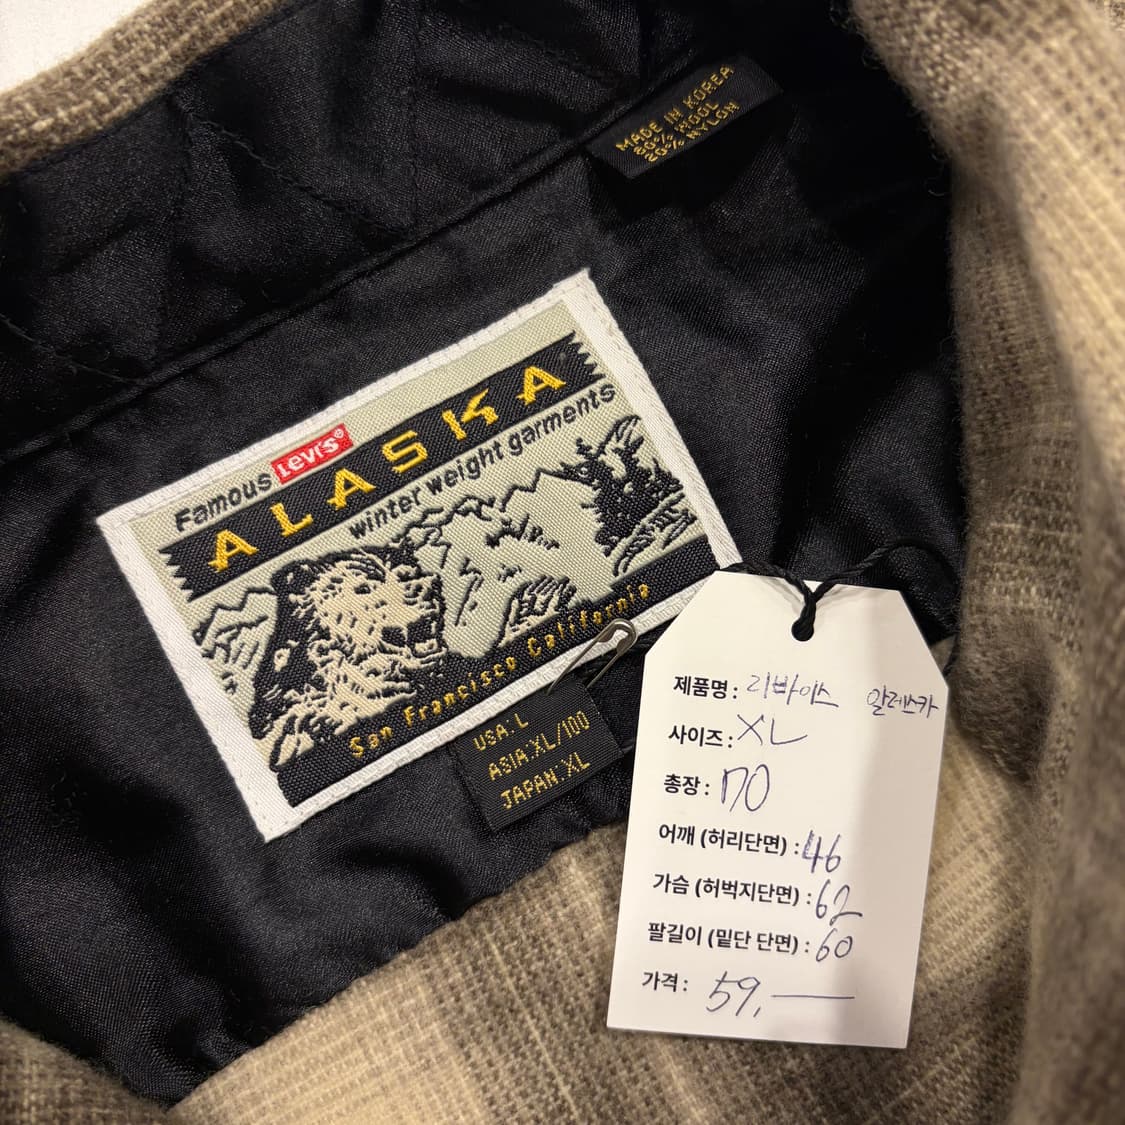 MADE IN KOREA
80% WOOL
20% NYLON
Famous Levi's®
ALASKA
winter weight garments
San Francisco California
USA:L
ASIA:XL/100
JAPAN:XL
제품명: 리바이스 알레스카
사이즈: XL
총장: 70
어깨 (허리단면) : 46
가슴 (허벅지단면) : 62
팔길이 (밑단 단면) : 60
가격: 59,—